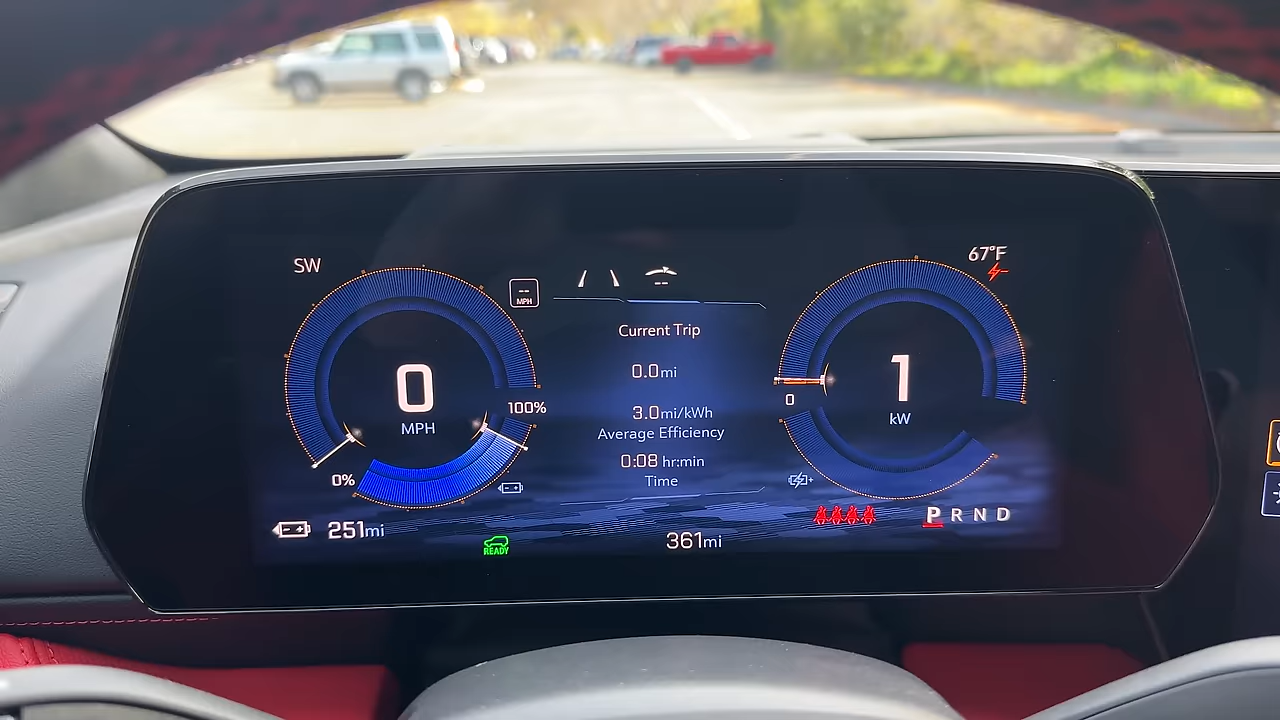 SW
67°F
--
MPH
--
Current Trip
0.0mi
0
MPH
1
kW
0
100%
3.0mi/kWh
Average Efficiency
0:08 hr:min
Time
0%
251mi
READY
361mi
P R N D